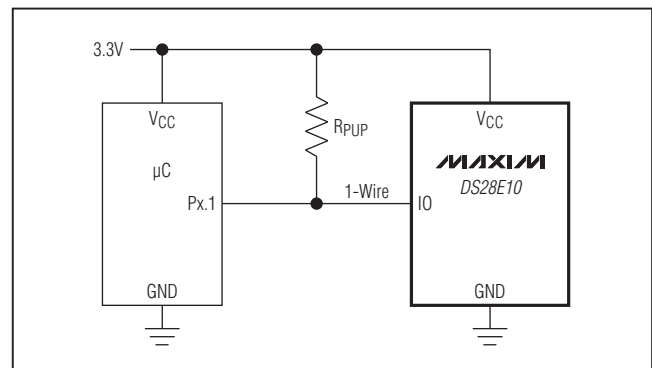 3.3V
VCC
VCC
RPUP
µC
MAXIM
DS28E10
Px.1
1-Wire
IO
GND
GND